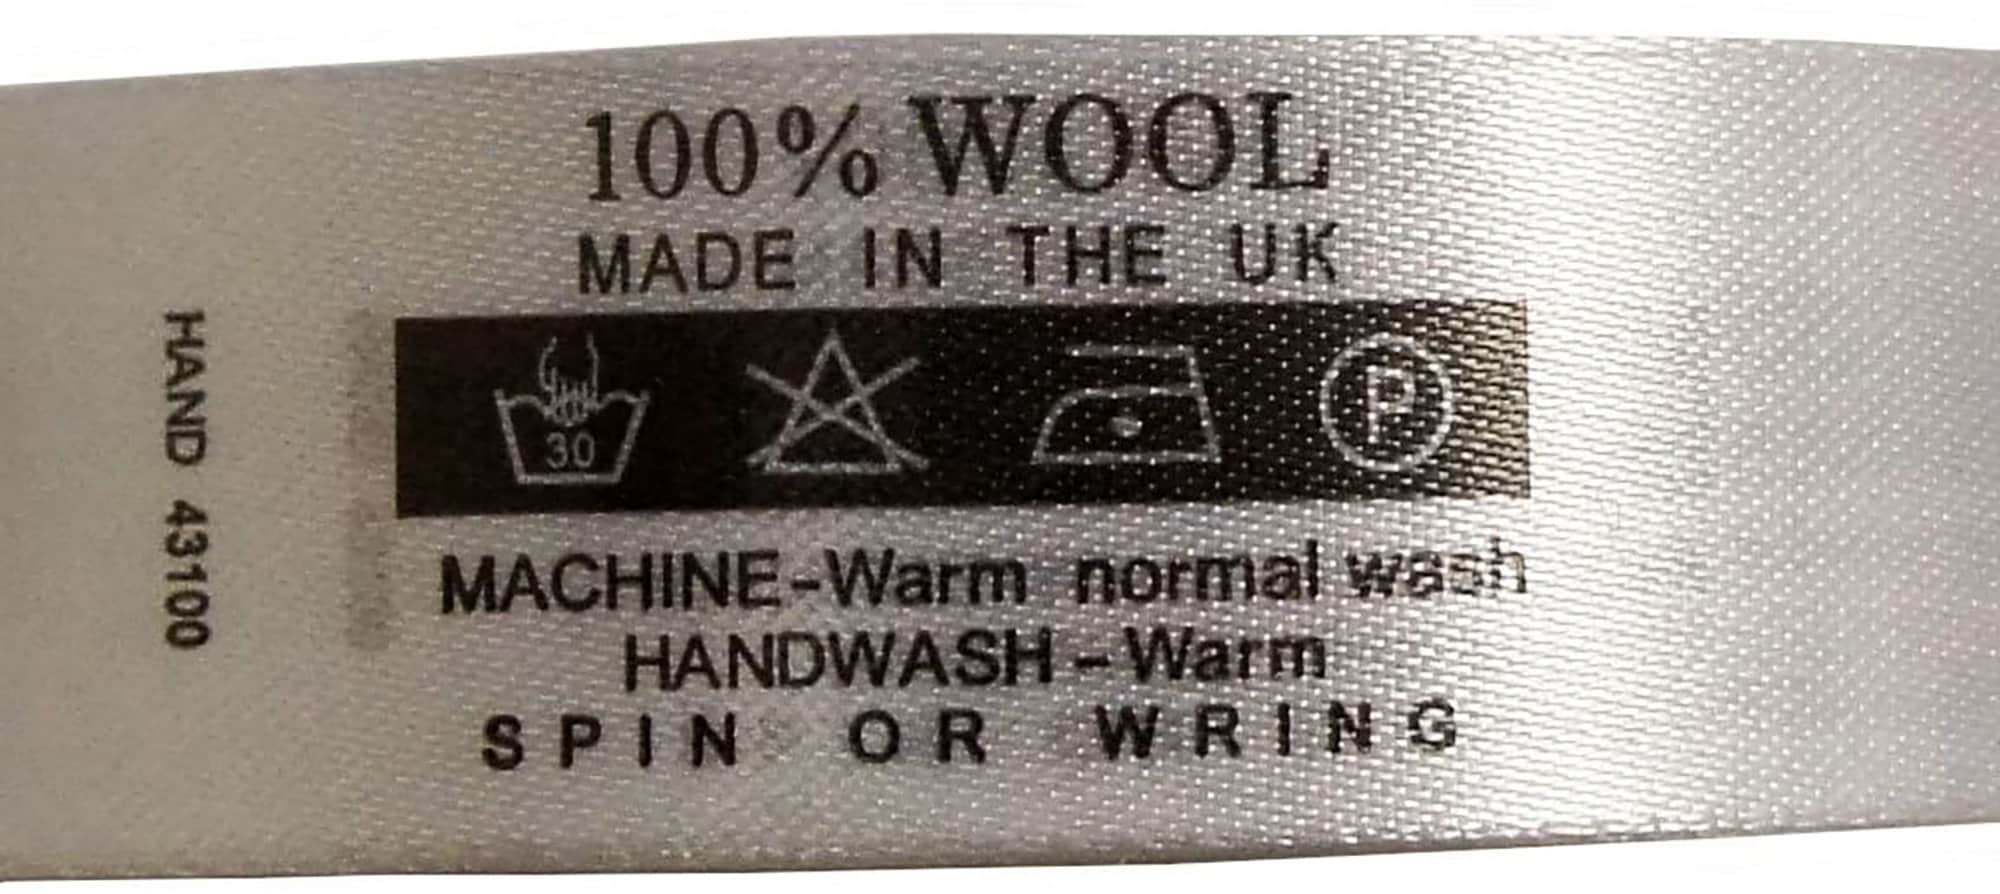 100% WOOL
MADE IN THE UK
30
P
MACHINE-Warm normal wash
HANDWASH-Warm
SPIN OR WRING
HAND 43100